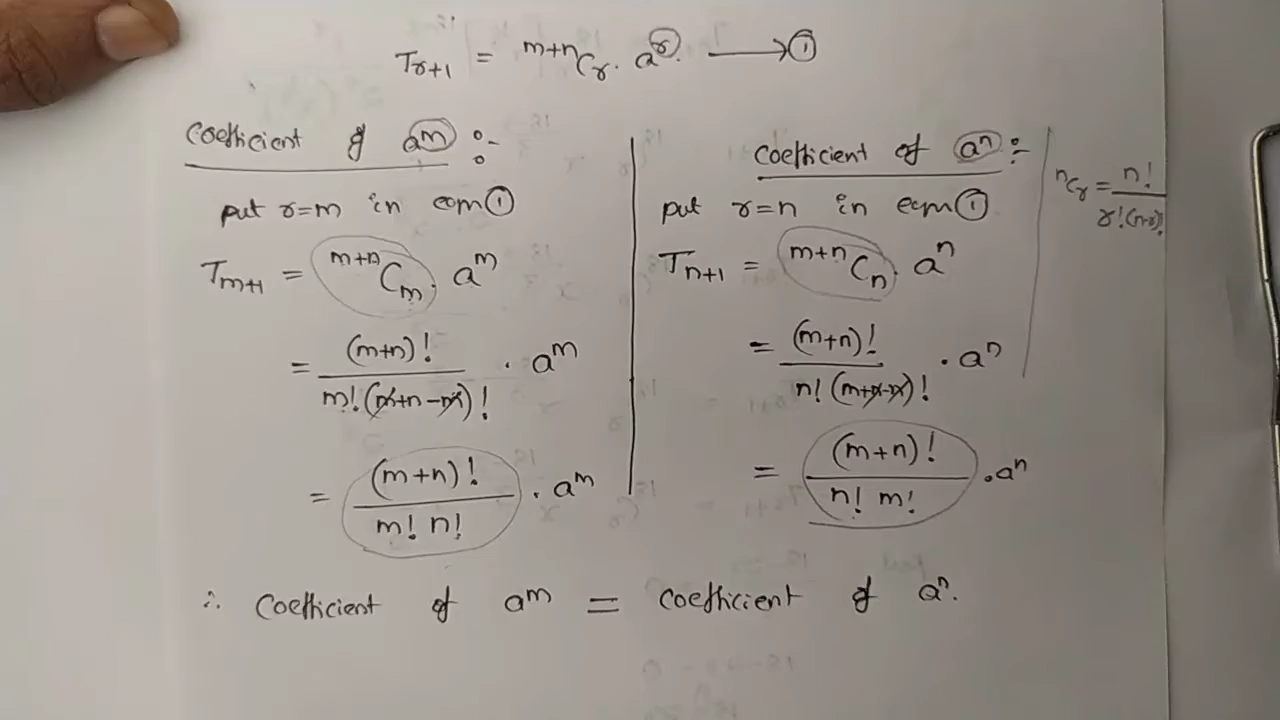 Tr+1 = m+nCr. a^r. ⟶ ①
Coefficient of a^m :-
put r=m in eqn ①
Tm+1 = m+nCm. a^m
= (m+n)! / m!(m+n-m)! . a^m
= (m+n)! / m! n! . a^m
coefficient of a^n :-
put r=n in eqn ①
Tn+1 = m+nCn. a^n
= (m+n)! / n!(m+n-n)! . a^n
= (m+n)! / n! m! . a^n
nCr = n! / r!(n-r)!
∴ Coefficient of a^m = coefficient of a^n.